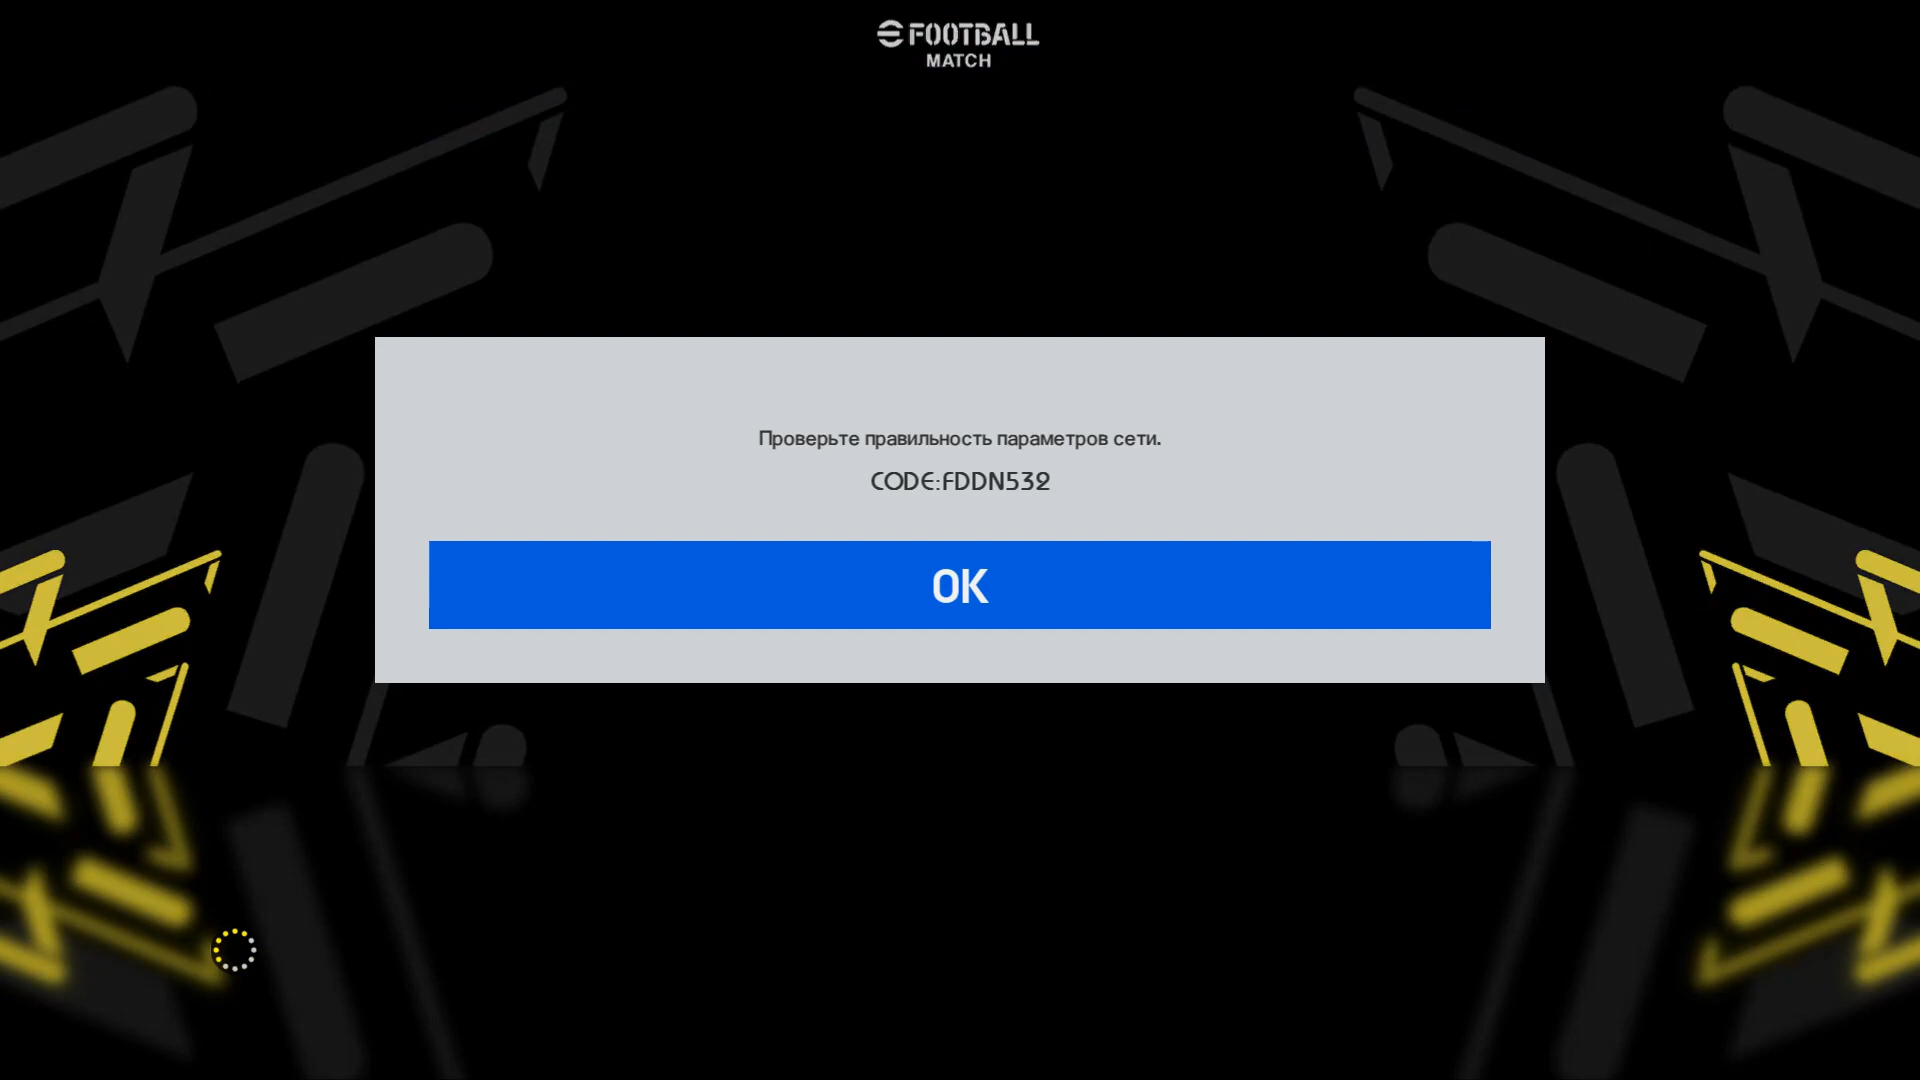 FOOTBALL
MATCH
Проверьте правильность параметров сети.
CODE:FDDN532
OK